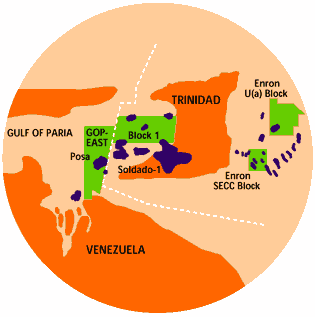 Enron
U(a) Block
TRINIDAD
GULF OF PARIA
GOP-
EAST
Block 1
Posa
Soldado-1
Enron
SECC Block
VENEZUELA